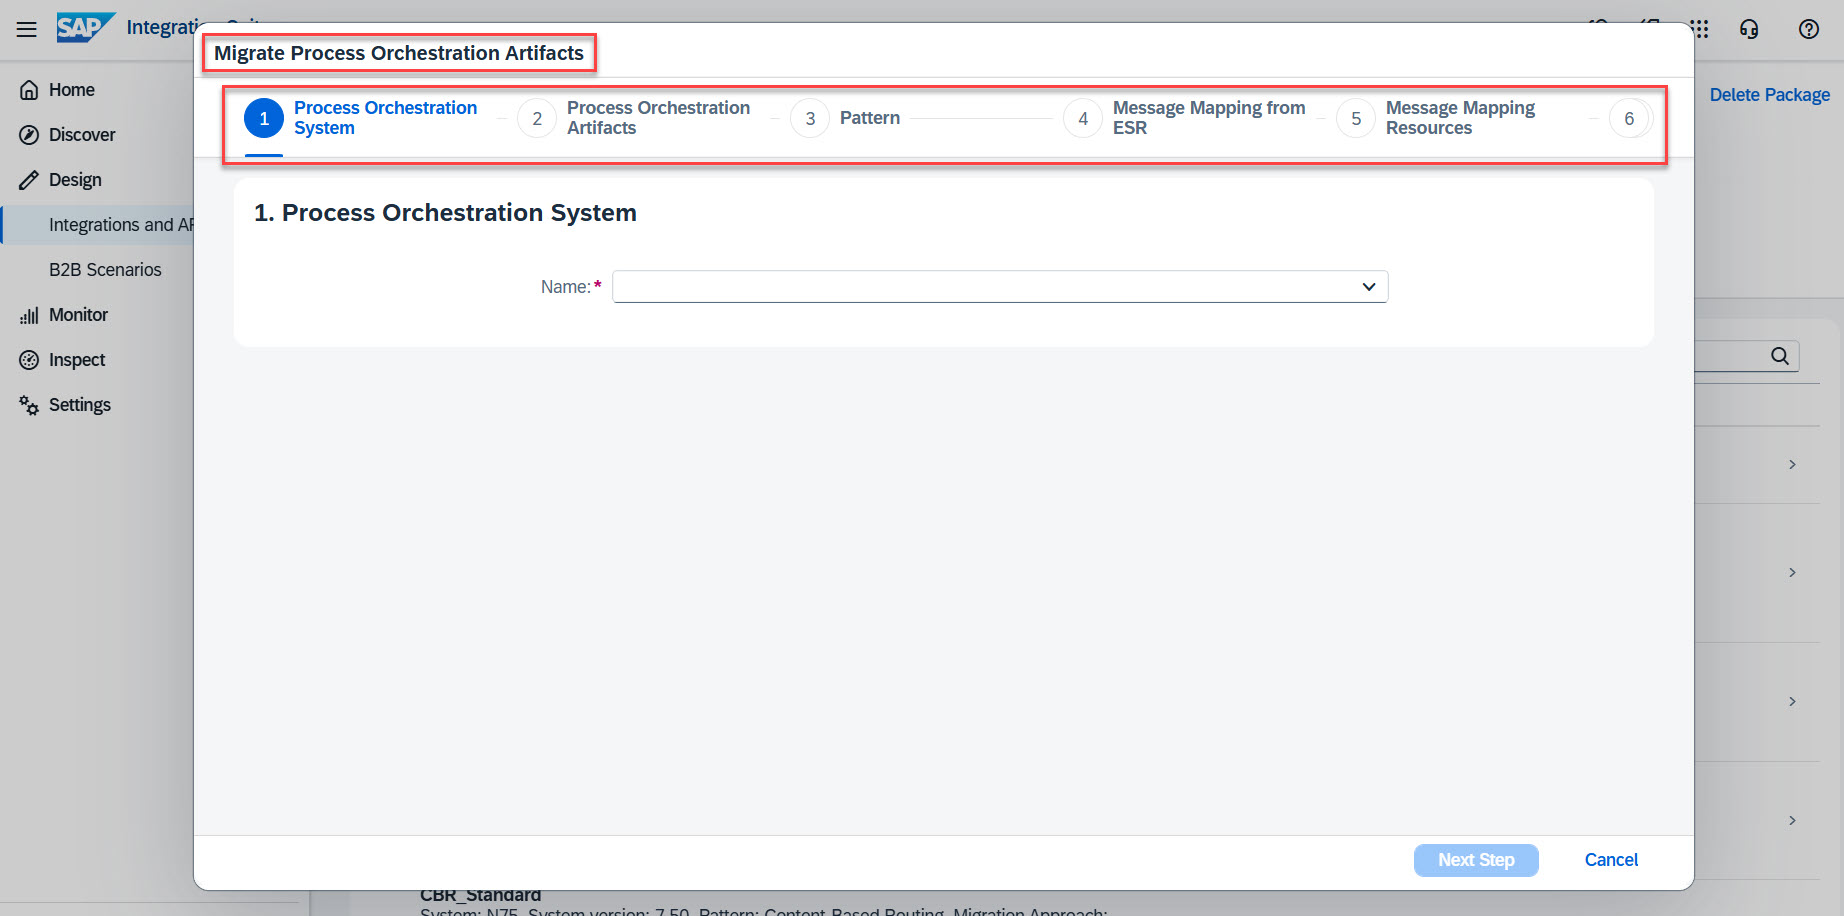 SAP
Migrate Process Orchestration Artifacts
1 Process Orchestration System
2 Process Orchestration Artifacts
3 Pattern
4 Message Mapping from ESR
5 Message Mapping Resources
6
Delete Package
Home
Discover
Design
Integrations and
B2B Scenarios
Monitor
Inspect
Settings
1. Process Orchestration System
Name:*
Next Step
Cancel
CBR_Standard
System: N75, System version: 7.50, Pattern: Content-Based Routing, Migration Approach: